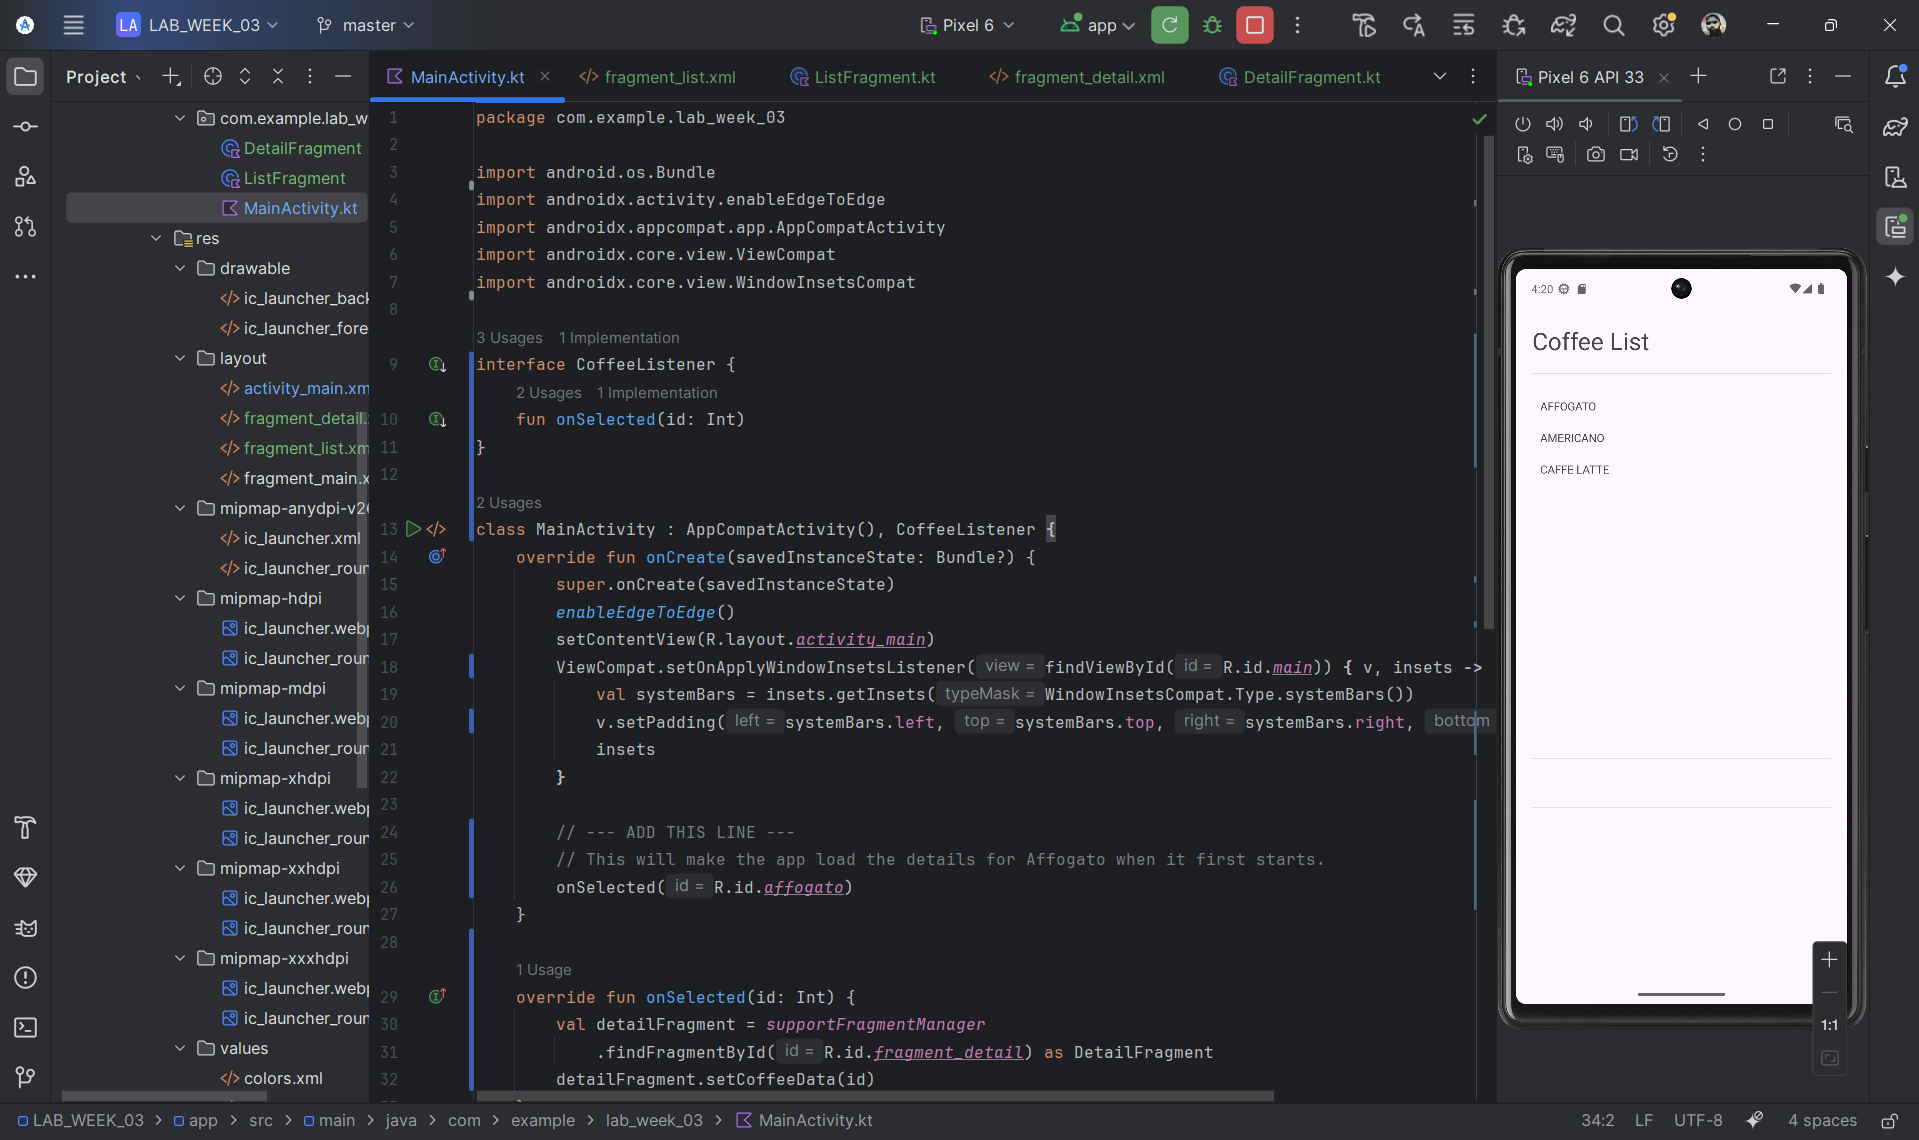 LA LAB_WEEK_03 master Pixel 6 app
Project
MainActivity.kt fragment_list.xml ListFragment.kt fragment_detail.xml DetailFragment.kt
Pixel 6 API 33
com.example.lab_w
DetailFragment
ListFragment
MainActivity.kt
res
drawable
ic_launcher_back
ic_launcher_fore
layout
activity_main.xm
fragment_detail.
fragment_list.xm
fragment_main.x
mipmap-anydpi-v26
ic_launcher.xml
ic_launcher_roun
mipmap-hdpi
ic_launcher.webp
ic_launcher_roun
mipmap-mdpi
ic_launcher.webp
ic_launcher_roun
mipmap-xhdpi
ic_launcher.webp
ic_launcher_roun
mipmap-xxhdpi
ic_launcher.webp
ic_launcher_roun
mipmap-xxxhdpi
ic_launcher.webp
ic_launcher_roun
values
colors.xml
1 package com.example.lab_week_03
2
3 import android.os.Bundle
4 import androidx.activity.enableEdgeToEdge
5 import androidx.appcompat.app.AppCompatActivity
6 import androidx.core.view.ViewCompat
7 import androidx.core.view.WindowInsetsCompat
8
3 Usages 1 Implementation
9 interface CoffeeListener {
2 Usages 1 Implementation
10 fun onSelected(id: Int)
11 }
12
2 Usages
13 class MainActivity : AppCompatActivity(), CoffeeListener {
14 override fun onCreate(savedInstanceState: Bundle?) {
15 super.onCreate(savedInstanceState)
16 enableEdgeToEdge()
17 setContentView(R.layout.activity_main)
18 ViewCompat.setOnApplyWindowInsetsListener( view = findViewById( id = R.id.main)) { v, insets ->
19 val systemBars = insets.getInsets( typeMask = WindowInsetsCompat.Type.systemBars())
20 v.setPadding( left = systemBars.left, top = systemBars.top, right = systemBars.right, bottom
21 insets
22 }
23
24 // --- ADD THIS LINE ---
25 // This will make the app load the details for Affogato when it first starts.
26 onSelected( id = R.id.affogato)
27 }
28
1 Usage
29 override fun onSelected(id: Int) {
30 val detailFragment = supportFragmentManager
31 .findFragmentById( id = R.id.fragment_detail) as DetailFragment
32 detailFragment.setCoffeeData(id)
4:20
Coffee List
AFFOGATO
AMERICANO
CAFFE LATTE
1:1
LAB_WEEK_03 > app > src > main > java > com > example > lab_week_03 > MainActivity.kt
34:2 LF UTF-8 4 spaces